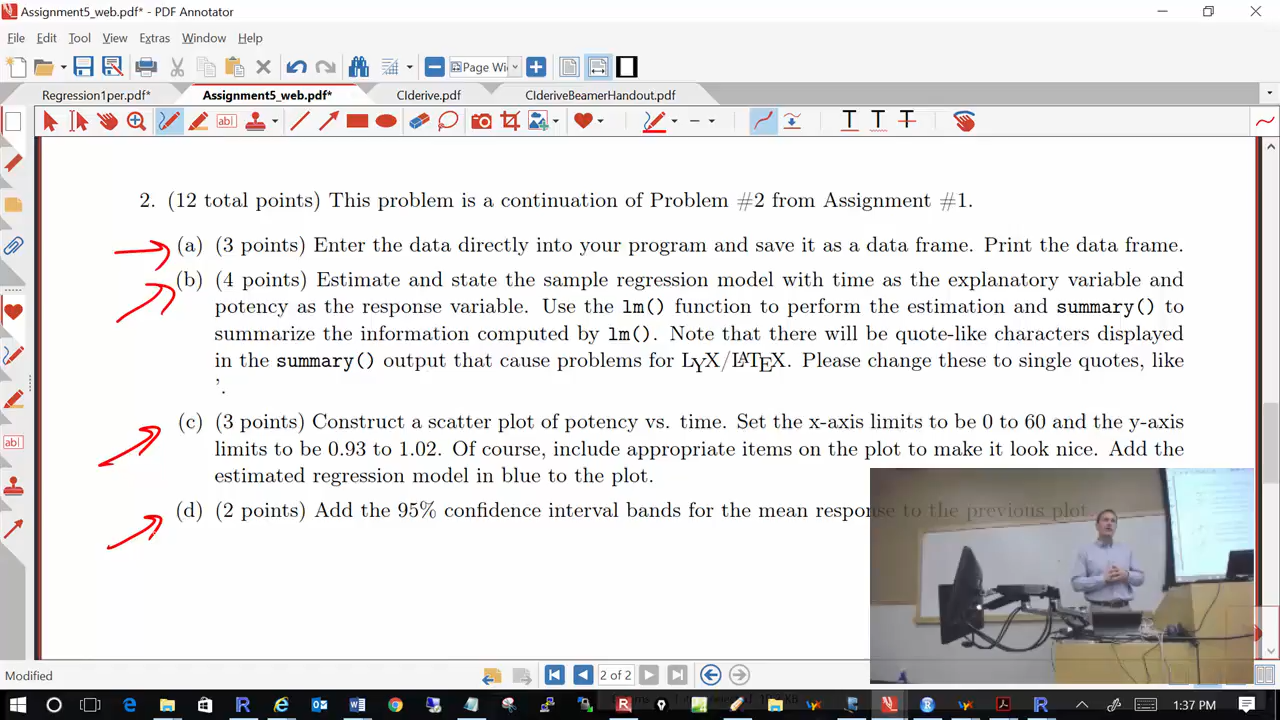 Assignment5_web.pdf* - PDF Annotator
File Edit Tool View Extras Window Help
Page Wi
Regression1per.pdf* Assignment5_web.pdf* CIderive.pdf CIderiveBeamerHandout.pdf
2. (12 total points) This problem is a continuation of Problem #2 from Assignment #1.
(a) (3 points) Enter the data directly into your program and save it as a data frame. Print the data frame.
(b) (4 points) Estimate and state the sample regression model with time as the explanatory variable and
potency as the response variable. Use the lm() function to perform the estimation and summary() to
summarize the information computed by lm(). Note that there will be quote-like characters displayed
in the summary() output that cause problems for LYX/LATEX. Please change these to single quotes, like
'.
(c) (3 points) Construct a scatter plot of potency vs. time. Set the x-axis limits to be 0 to 60 and the y-axis
limits to be 0.93 to 1.02. Of course, include appropriate items on the plot to make it look nice. Add the
estimated regression model in blue to the plot.
(d) (2 points) Add the 95% confidence interval bands for the mean response to the previous plot
Modified
2 of 2
1:37 PM